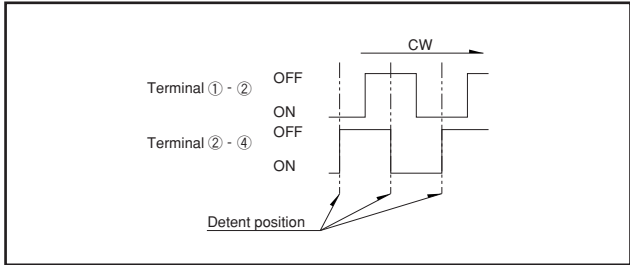 CW
OFF
Terminal ① - ②
ON
OFF
Terminal ② - ④
ON
Detent position